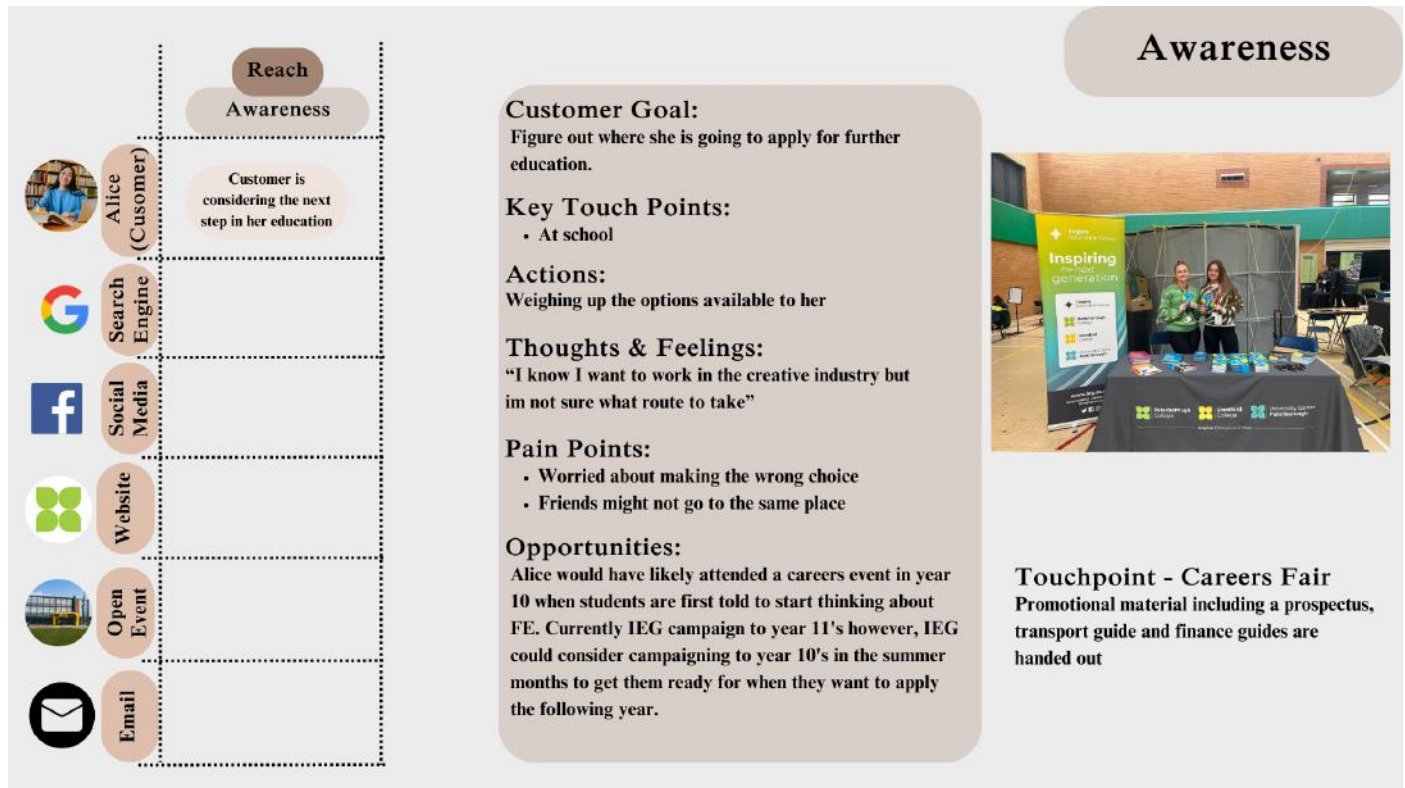 Awareness
Reach
Awareness
Alice
(Cusomer)
Customer is
considering the next
step in her education
Search
Engine
Social
Media
Website
Open
Event
Email
Customer Goal:
Figure out where she is going to apply for further
education.
Key Touch Points:
• At school
Actions:
Weighing up the options available to her
Thoughts & Feelings:
“I know I want to work in the creative industry but
im not sure what route to take”
Pain Points:
• Worried about making the wrong choice
• Friends might not go to the same place
Opportunities:
Alice would have likely attended a careers event in year
10 when students are first told to start thinking about
FE. Currently IEG campaign to year 11's however, IEG
could consider campaigning to year 10's in the summer
months to get them ready for when they want to apply
the following year.
Inspiring
the next
generation
Peterborough
College
Stamford
College
University Centre
Peterborough
Touchpoint - Careers Fair
Promotional material including a prospectus,
transport guide and finance guides are
handed out